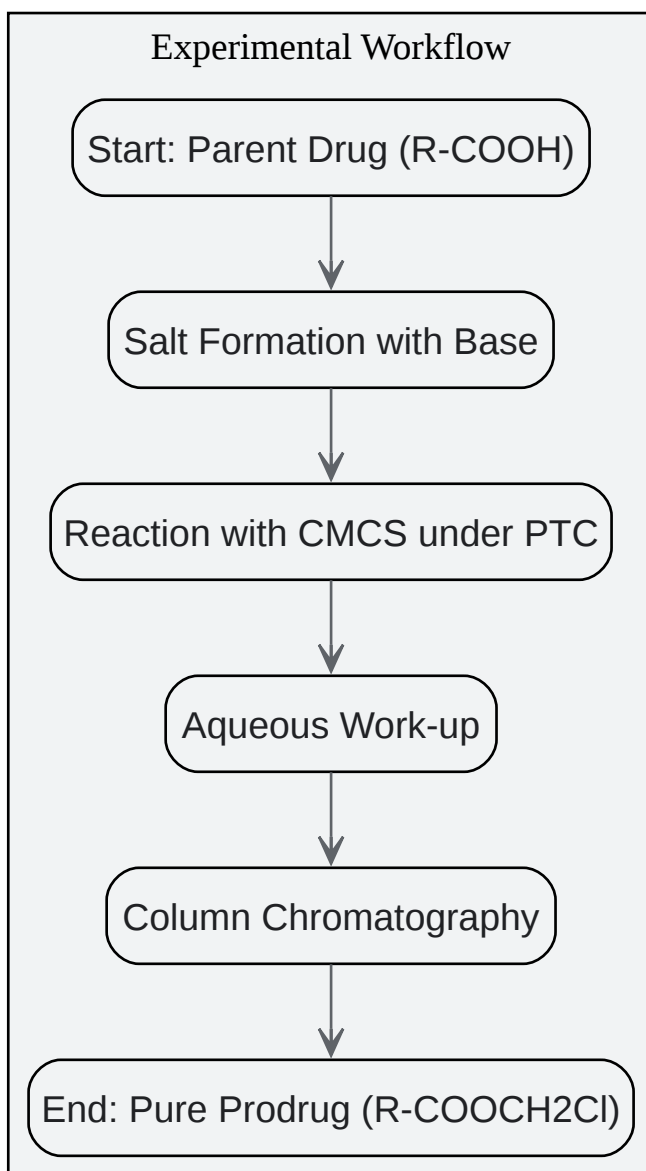 Experimental Workflow
Start: Parent Drug (R-COOH)
Salt Formation with Base
Reaction with CMCS under PTC
Aqueous Work-up
Column Chromatography
End: Pure Prodrug (R-COOCH2Cl)